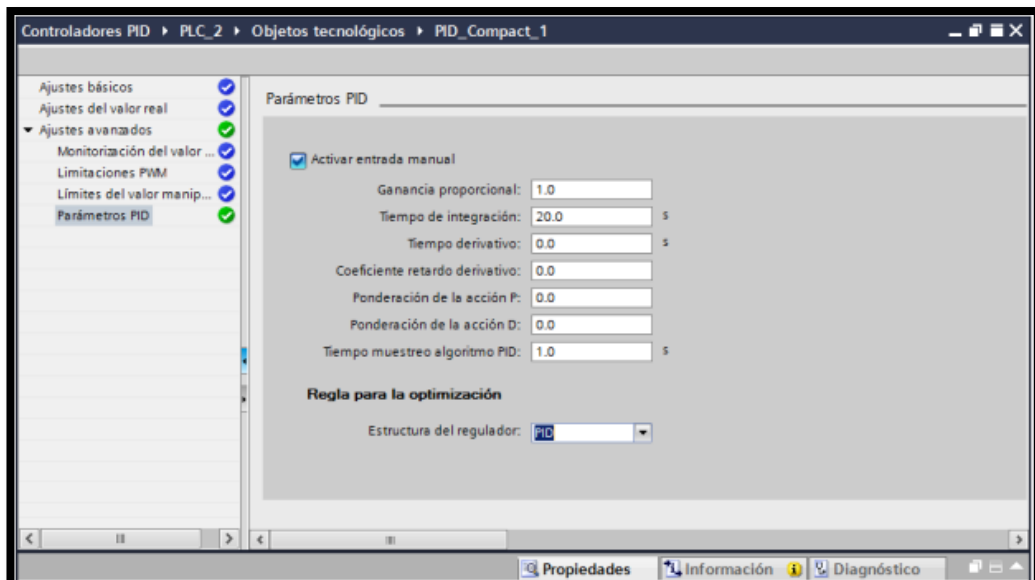 Controladores PID ▸ PLC_2 ▸ Objetos tecnológicos ▸ PID_Compact_1
Ajustes básicos
Ajustes del valor real
Ajustes avanzados
Monitorización del valor ...
Limitaciones PWM
Límites del valor manip...
Parámetros PID
Parámetros PID
Activar entrada manual
Ganancia proporcional: 1.0
Tiempo de integración: 20.0 s
Tiempo derivativo: 0.0 s
Coeficiente retardo derivativo: 0.0
Ponderación de la acción P: 0.0
Ponderación de la acción D: 0.0
Tiempo muestreo algoritmo PID: 1.0 s
Regla para la optimización
Estructura del regulador: PID
Propiedades Información Diagnóstico